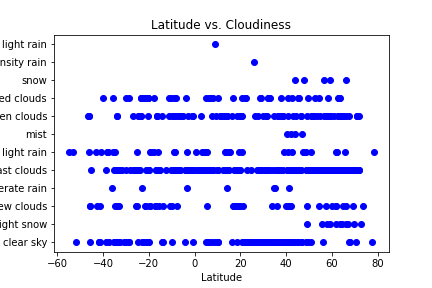 Latitude vs. Cloudiness
light rain
nsity rain
snow
ed clouds
en clouds
mist
light rain
ast clouds
erate rain
ew clouds
ight snow
clear sky
−60 −40 −20 0 20 40 60 80
Latitude